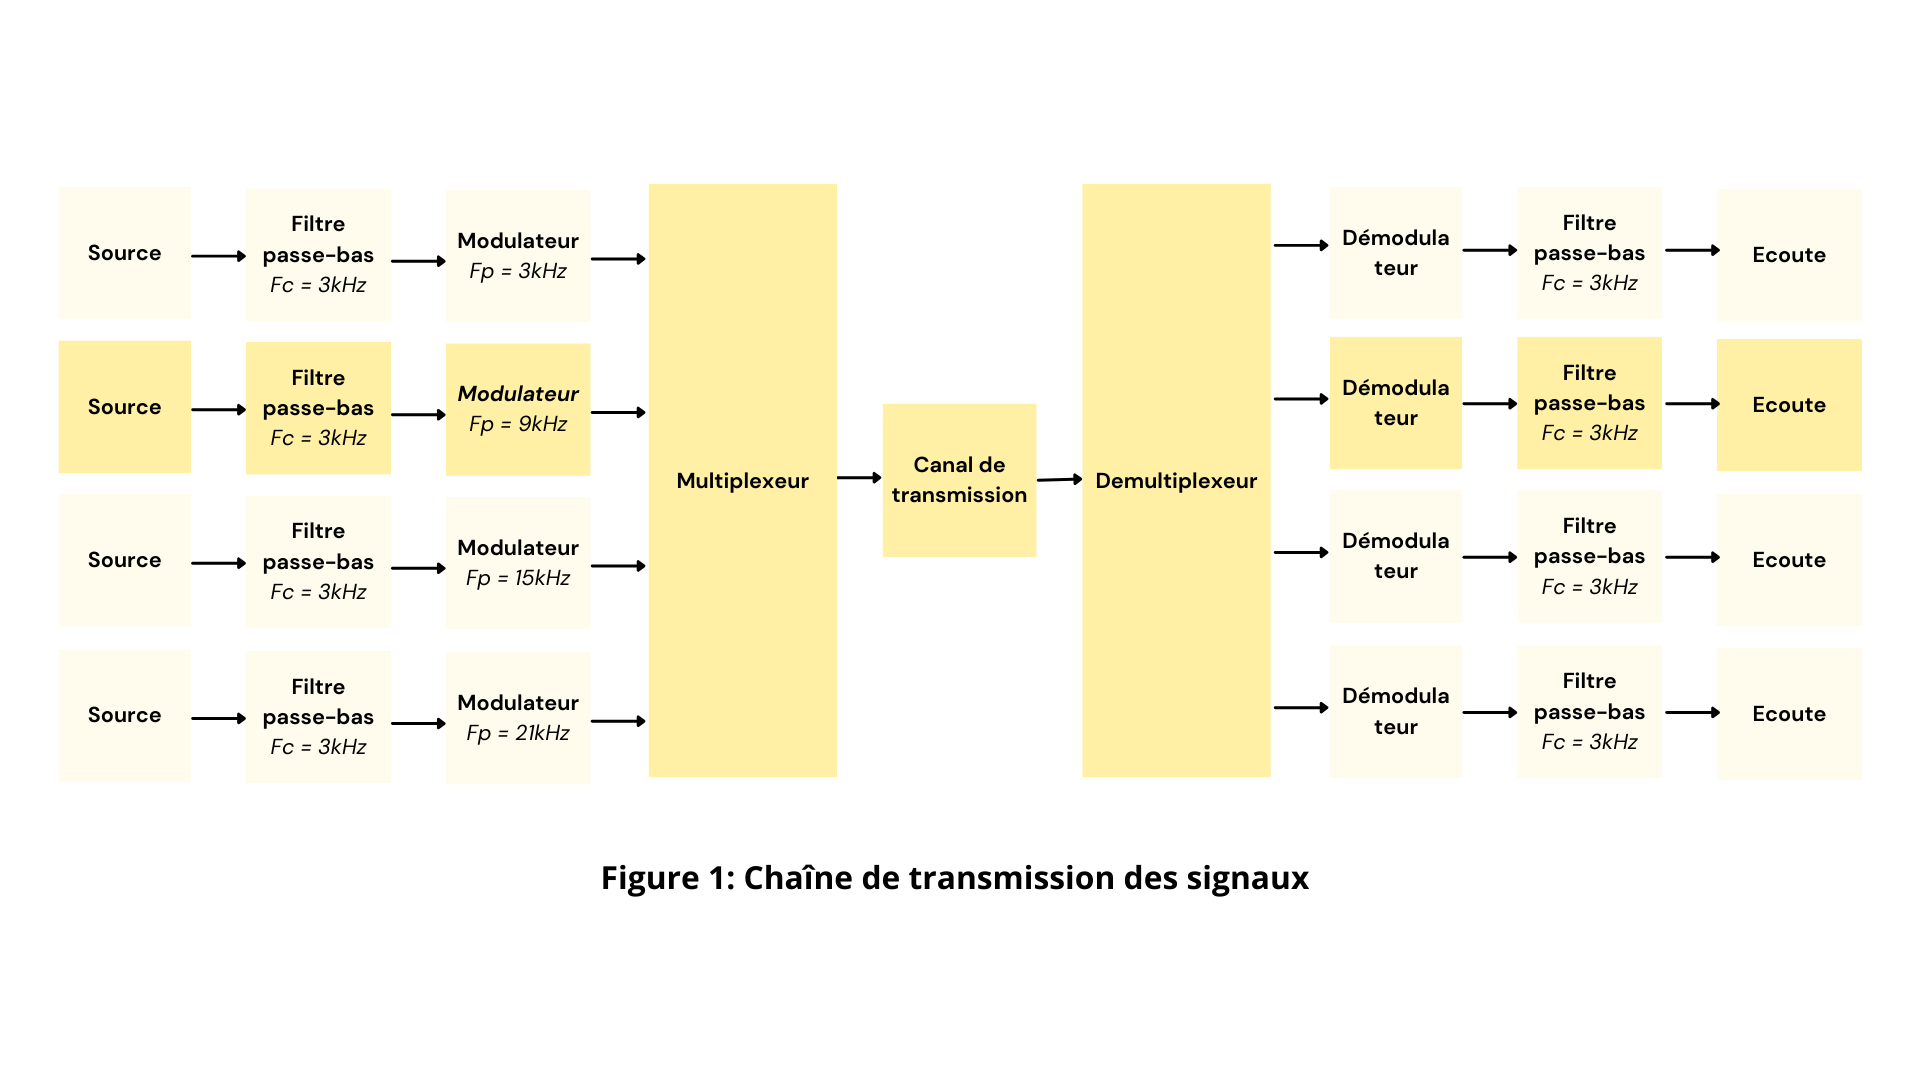 Source
Filtre
passe-bas
Fc = 3kHz
Modulateur
Fp = 3kHz
Source
Filtre
passe-bas
Fc = 3kHz
Modulateur
Fp = 9kHz
Source
Filtre
passe-bas
Fc = 3kHz
Modulateur
Fp = 15kHz
Source
Filtre
passe-bas
Fc = 3kHz
Modulateur
Fp = 21kHz
Multiplexeur
Canal de
transmission
Demultiplexeur
Démodula
teur
Filtre
passe-bas
Fc = 3kHz
Ecoute
Démodula
teur
Filtre
passe-bas
Fc = 3kHz
Ecoute
Démodula
teur
Filtre
passe-bas
Fc = 3kHz
Ecoute
Démodula
teur
Filtre
passe-bas
Fc = 3kHz
Ecoute
Figure 1: Chaîne de transmission des signaux